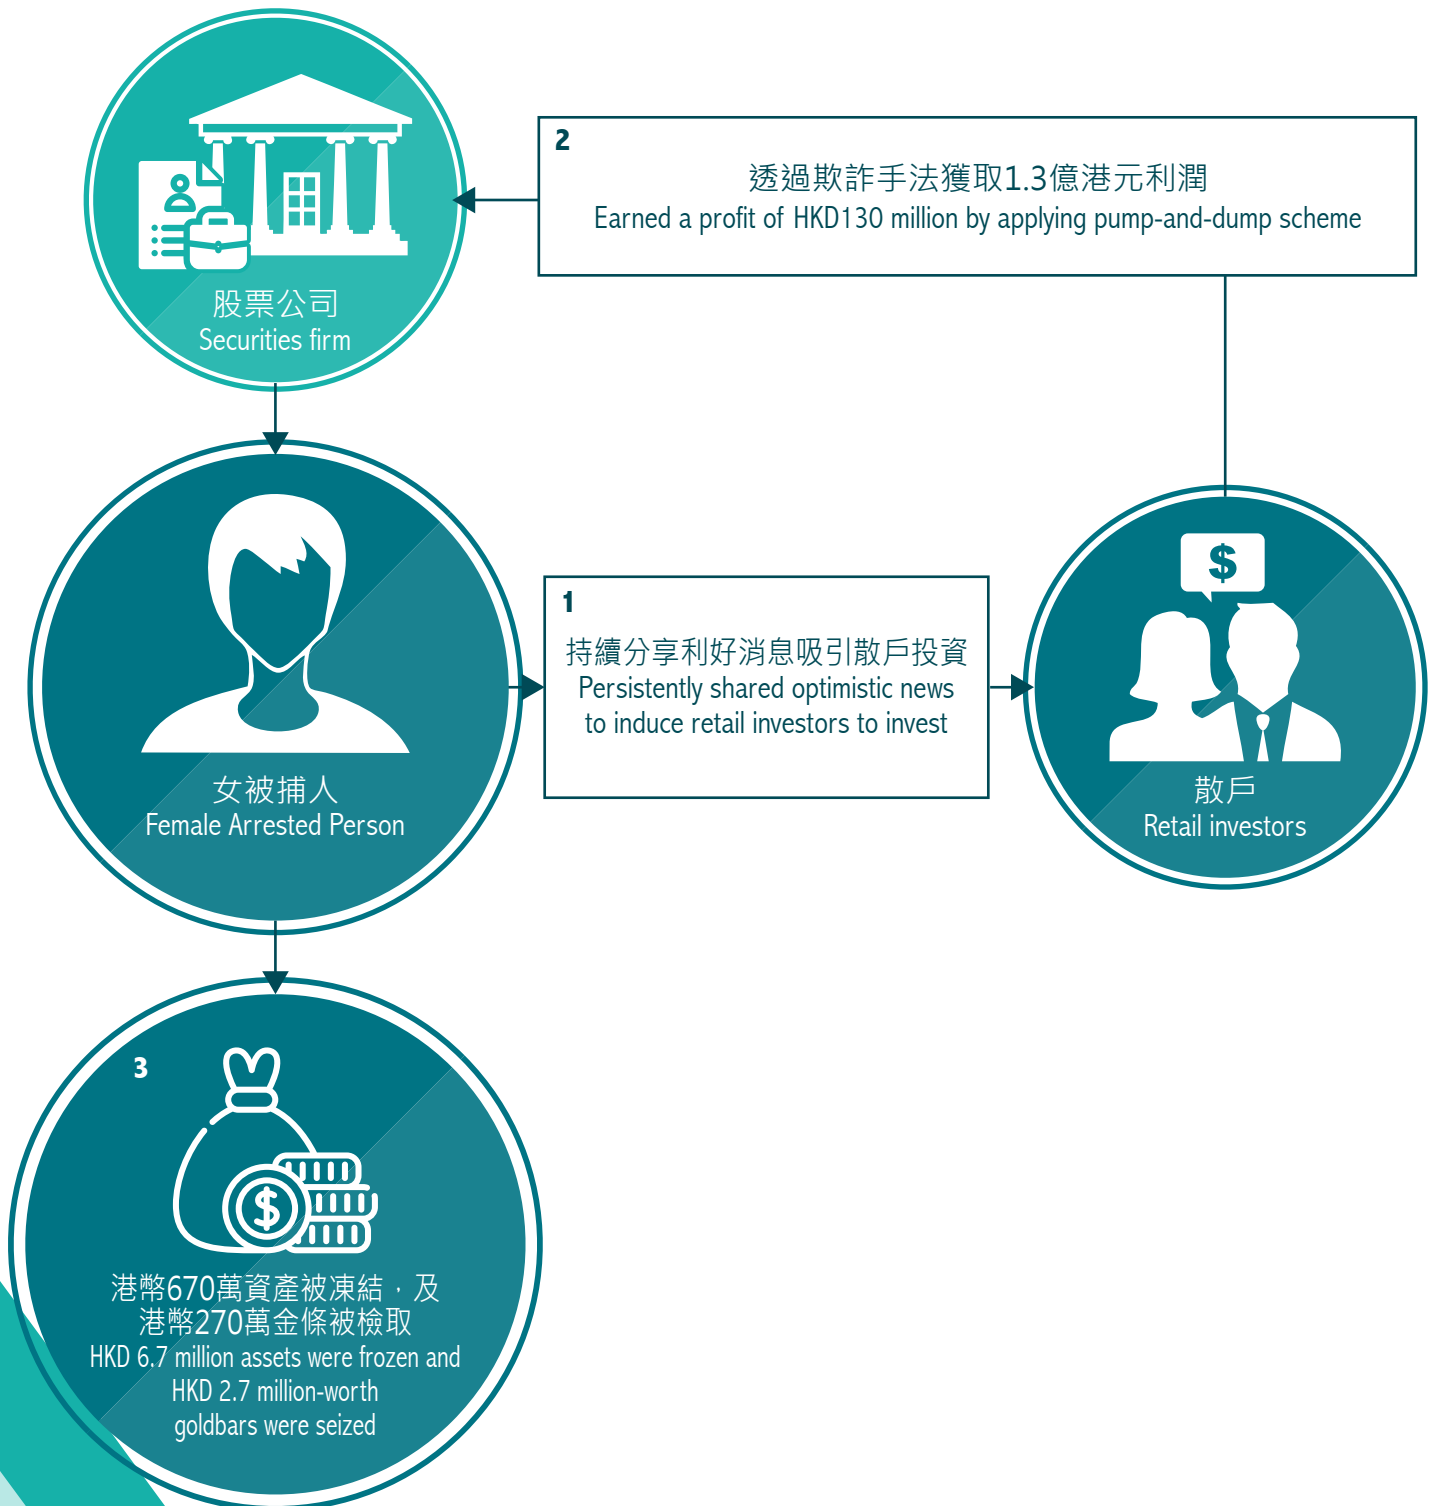 股票公司
Securities firm
2
透過欺詐手法獲取1.3億港元利潤
Earned a profit of HKD130 million by applying pump-and-dump scheme
女被捕人
Female Arrested Person
1
持續分享利好消息吸引散戶投資
Persistently shared optimistic news
to induce retail investors to invest
$
散戶
Retail investors
3
$
港幣670萬資產被凍結，及
港幣270萬金條被檢取
HKD 6.7 million assets were frozen and
HKD 2.7 million-worth
goldbars were seized